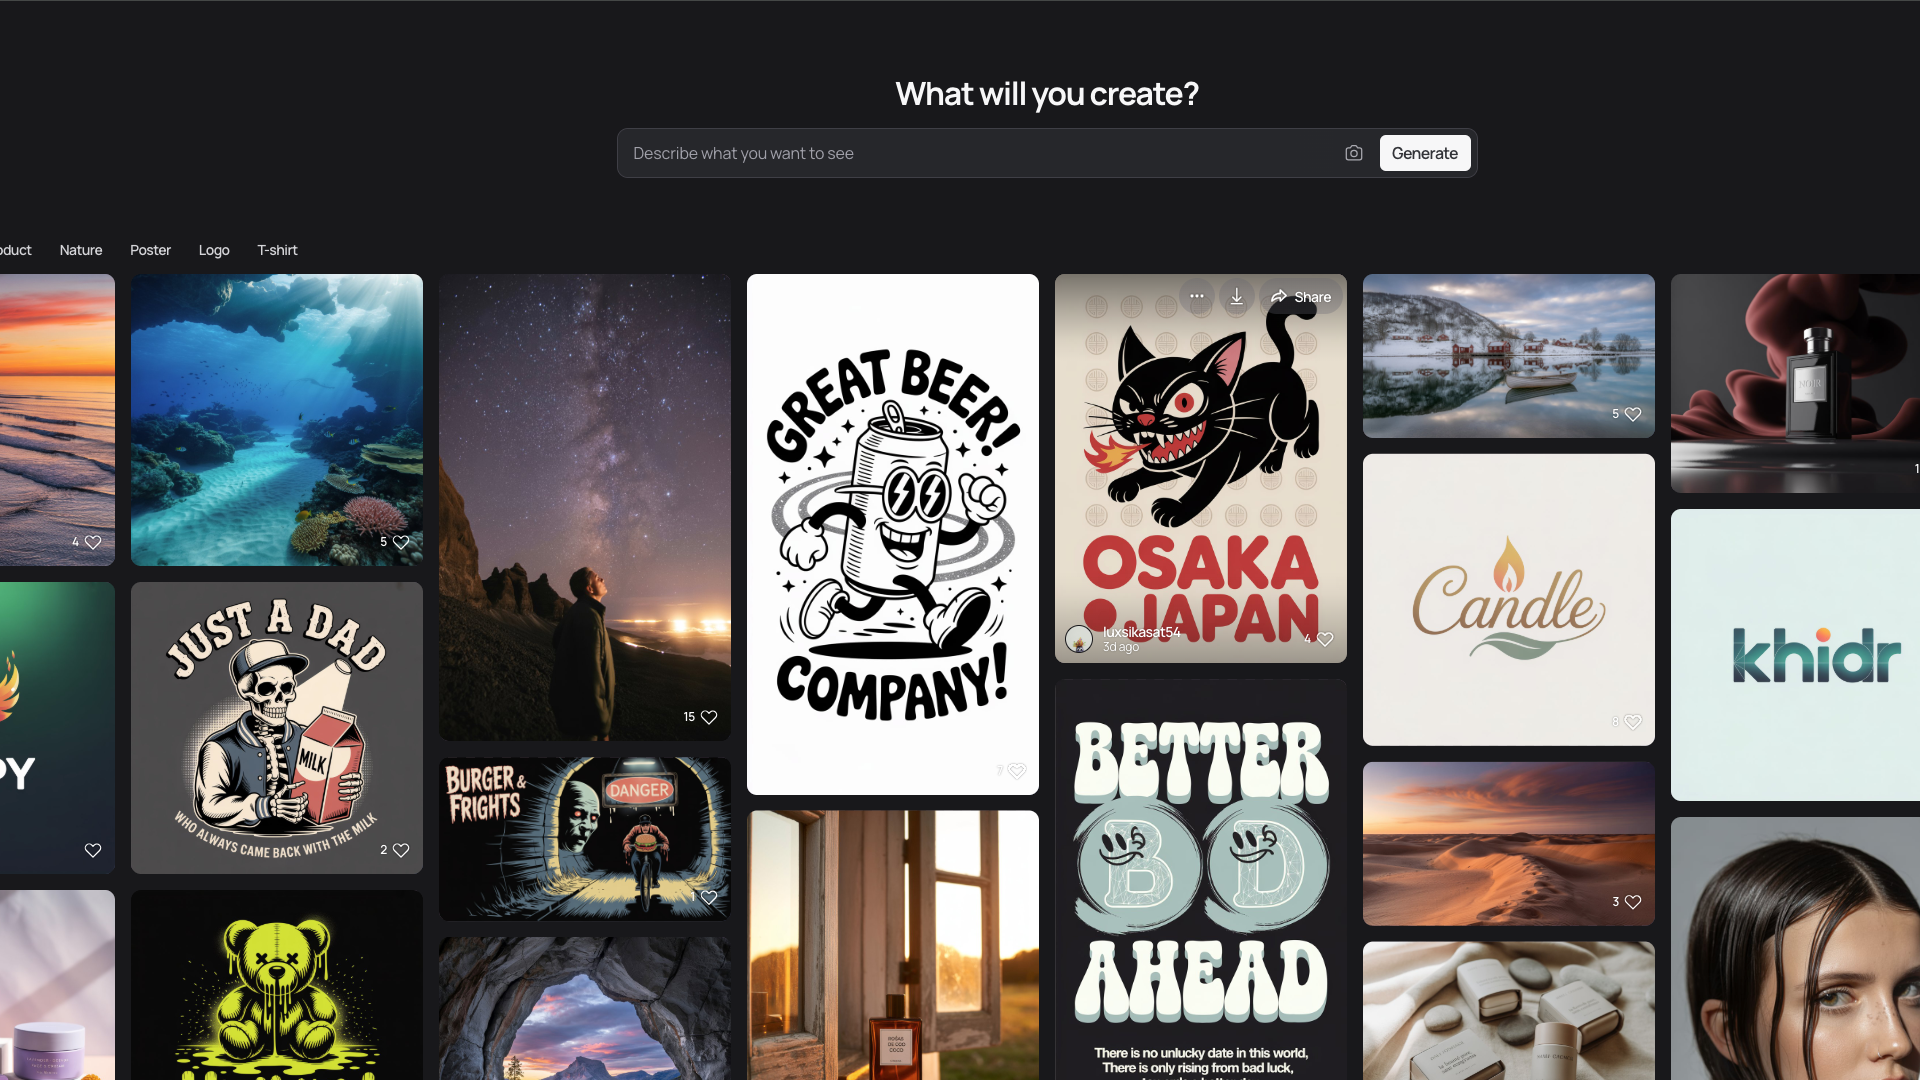 What will you create?
Describe what you want to see
Generate
oduct
Nature
Poster
Logo
T-shirt
4
5
15
GREAT BEER!
COMPANY!
7
Share
OSAKA
JAPAN
luxsikasat54
3d ago
4
5
NOIR
1
Candle
8
khidr
PY
JUST A DAD
MILK
WHO ALWAYS CAME BACK WITH THE MILK
2
BURGER &
FRIGHTS
DANGER
1
BETTER
B D
AHEAD
There is no unlucky date in this world,
There is only rising from bad luck,
3